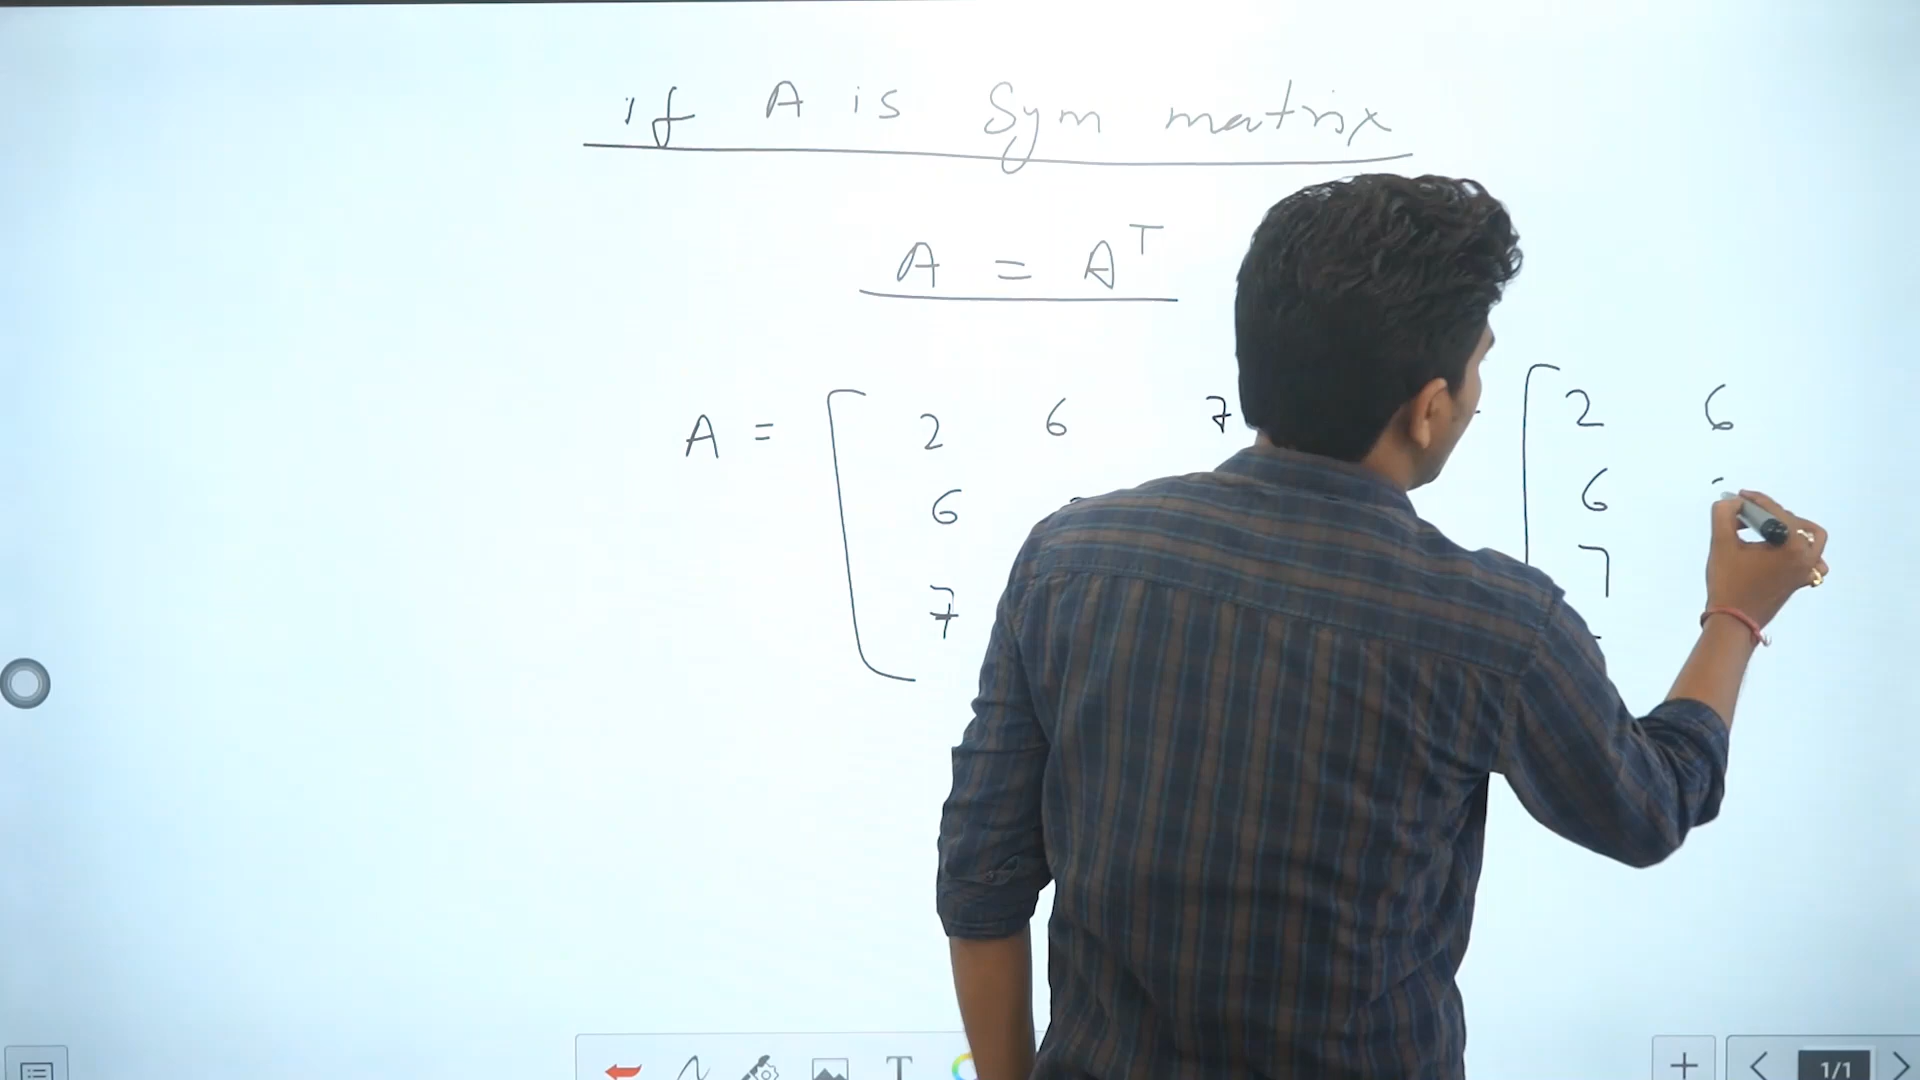 if A is Sym matrix
A = A^T
A = [ 2 6 7 [ 2 6
6 6
7 7
T
1/1